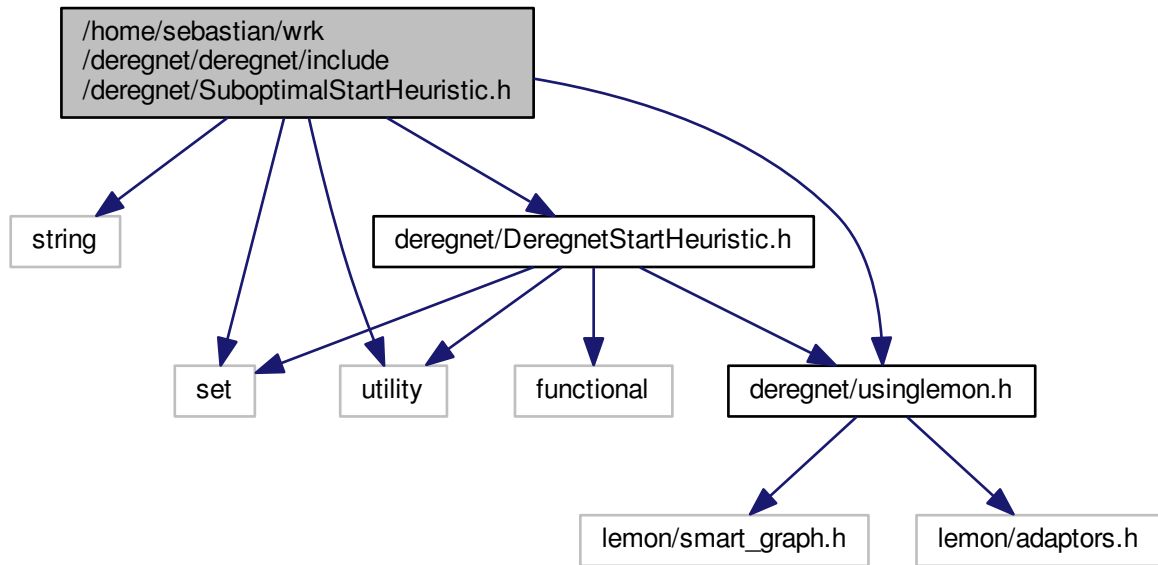 /home/sebastian/wrk
/deregnet/deregnet/include
/deregnet/SuboptimalStartHeuristic.h
string
deregnet/DeregnetStartHeuristic.h
set
utility
functional
deregnet/usinglemon.h
lemon/smart_graph.h
lemon/adaptors.h